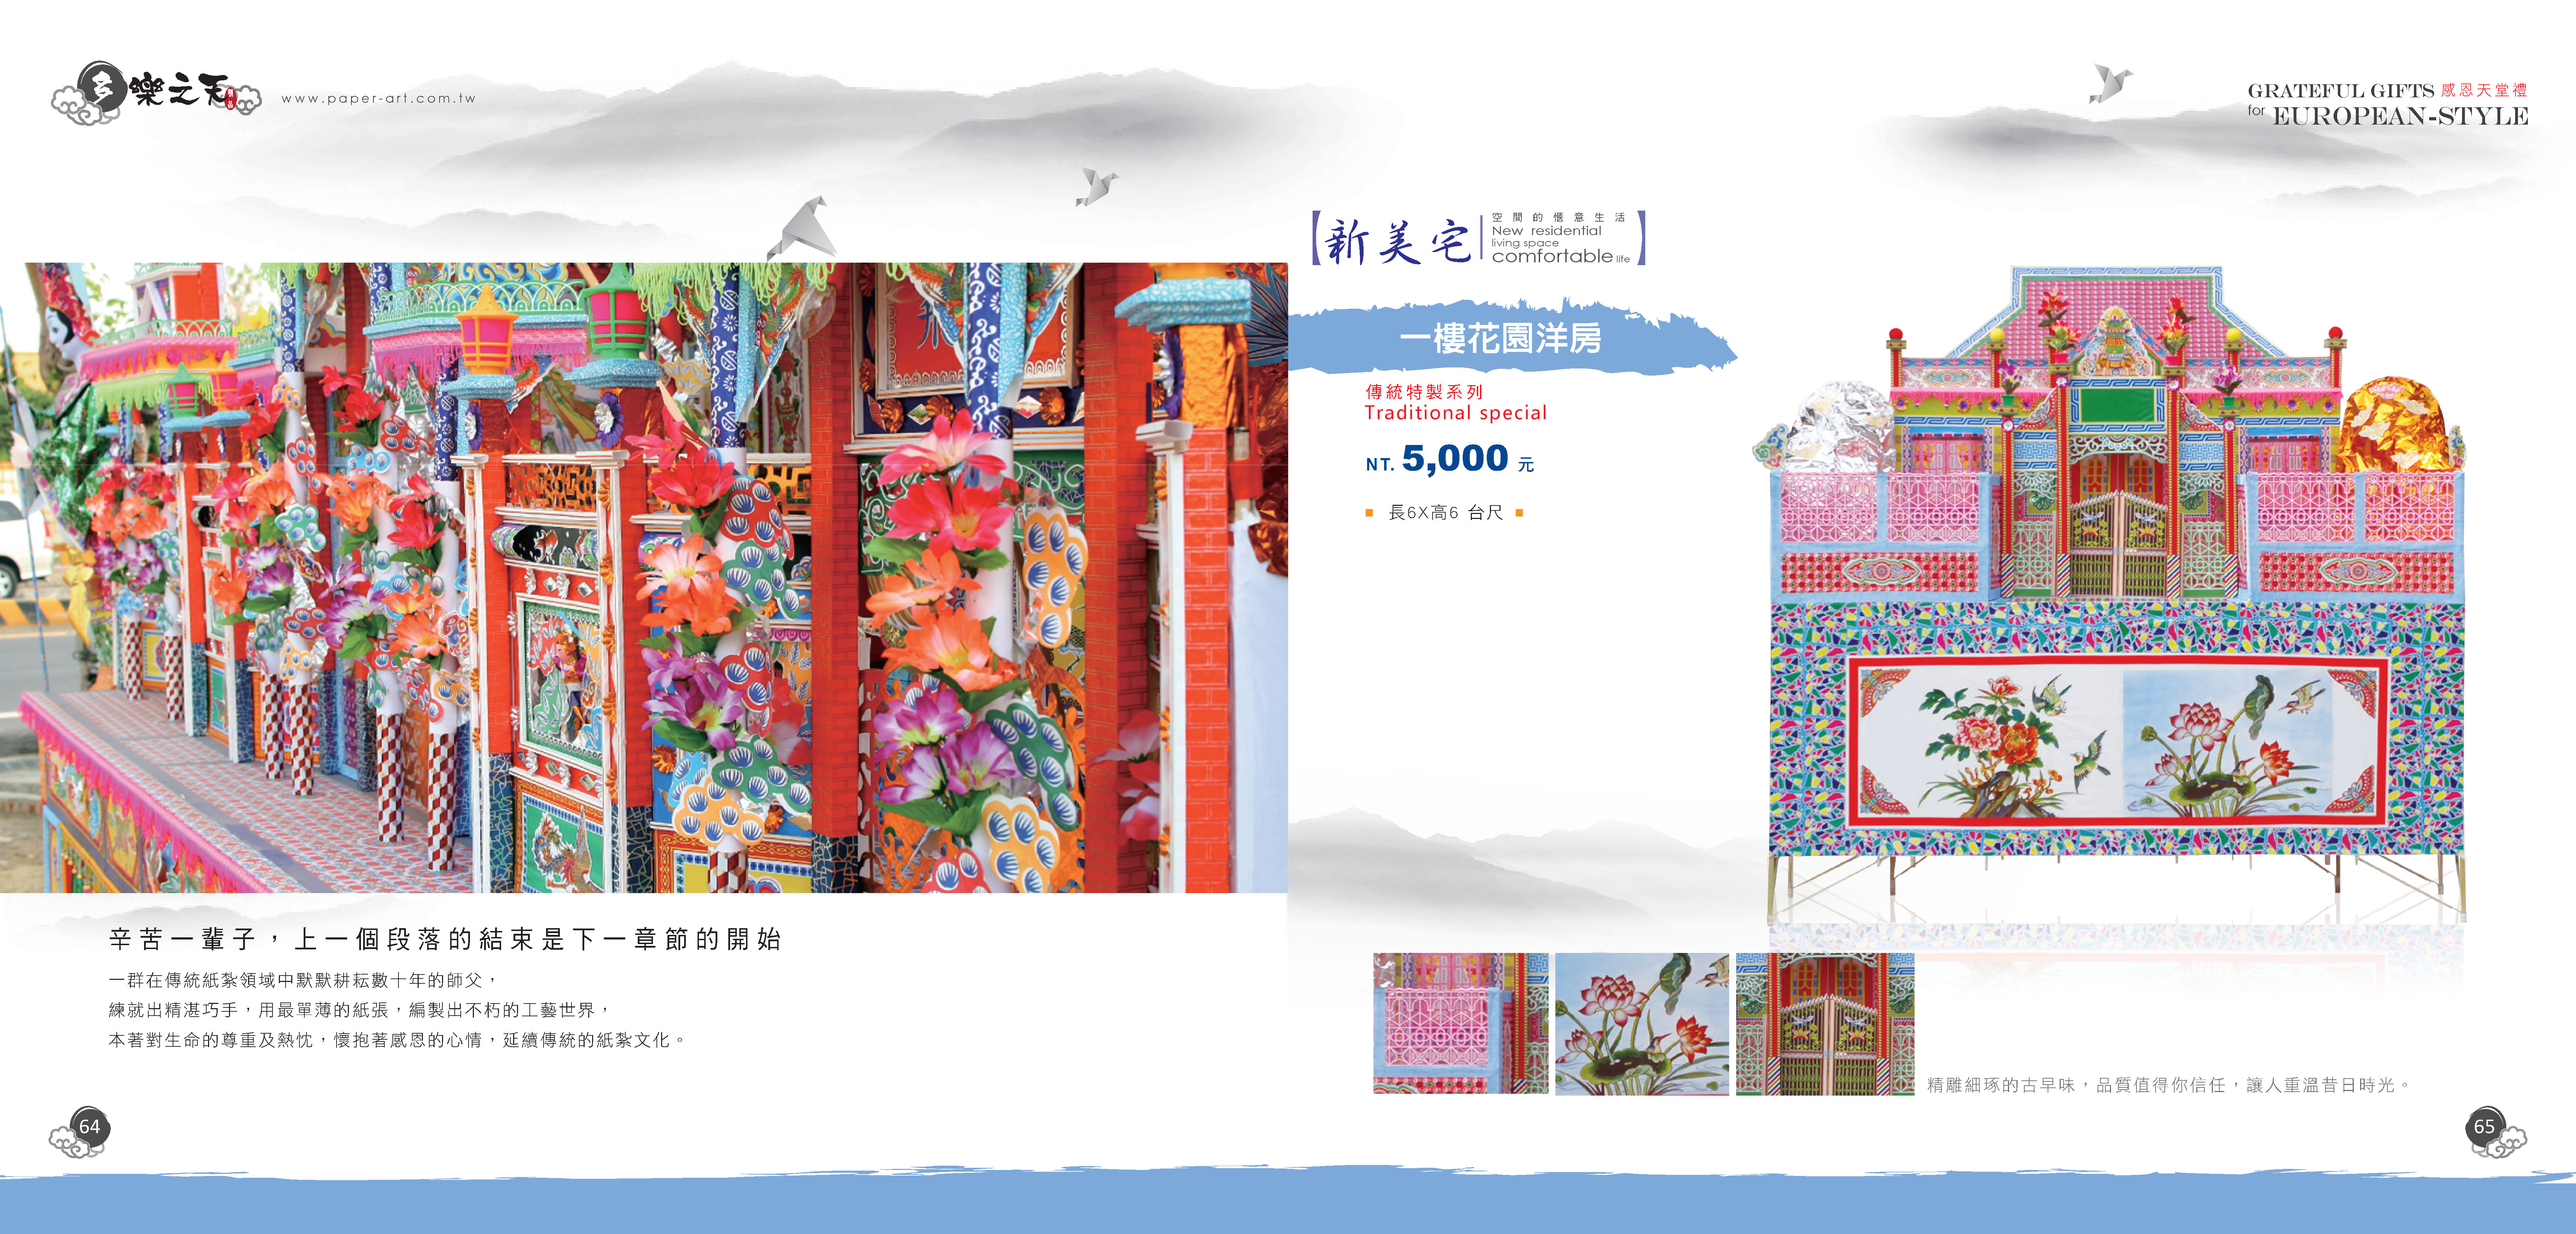 樂之天
www.paper-art.com.tw
GRATEFUL GIFTS 感恩天堂禮
for EUROPEAN-STYLE
新美宅
空間的愜意生活
New residential
living space
comfortable life
一樓花園洋房
傳統特製系列
Traditional special
NT. 5,000 元
長6X高6 台尺
辛苦一輩子，上一個段落的結束是下一章節的開始
一群在傳統紙紮領域中默默耕耘數十年的師父，
練就出精湛巧手，用最單薄的紙張，編製出不朽的工藝世界，
本著對生命的尊重及熱忱，懷抱著感恩的心情，延續傳統的紙紮文化。
精雕細琢的古早味，品質值得你信任，讓人重溫昔日時光。
64
65